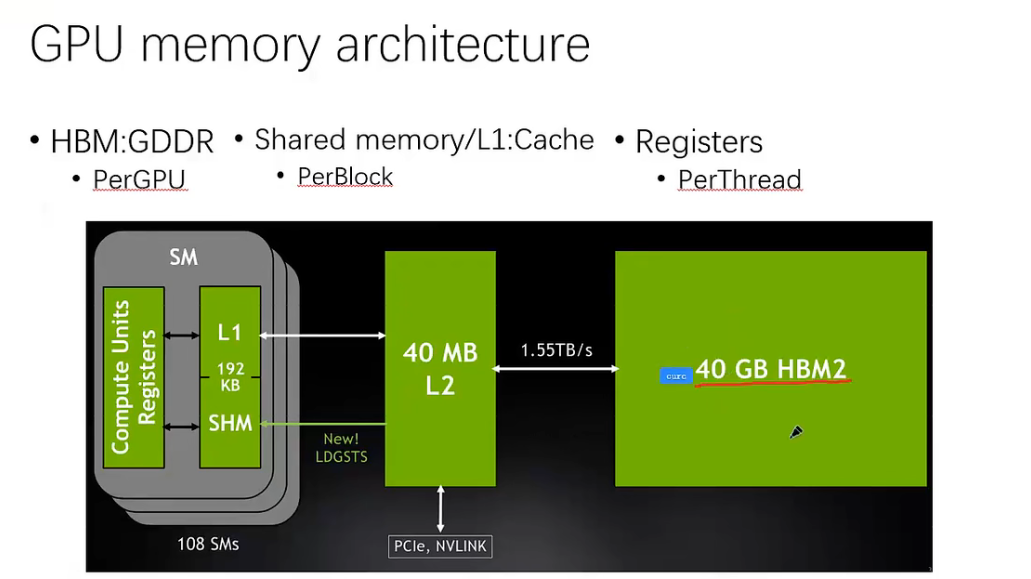 GPU memory architecture
• HBM:GDDR
• PerGPU
• Shared memory/L1:Cache
• PerBlock
• Registers
• PerThread
SM
Compute Units
Registers
L1
192
KB
SHM
108 SMs
New!
LDGSTS
40 MB
L2
PCIe, NVLINK
1.55TB/s
40 GB HBM2